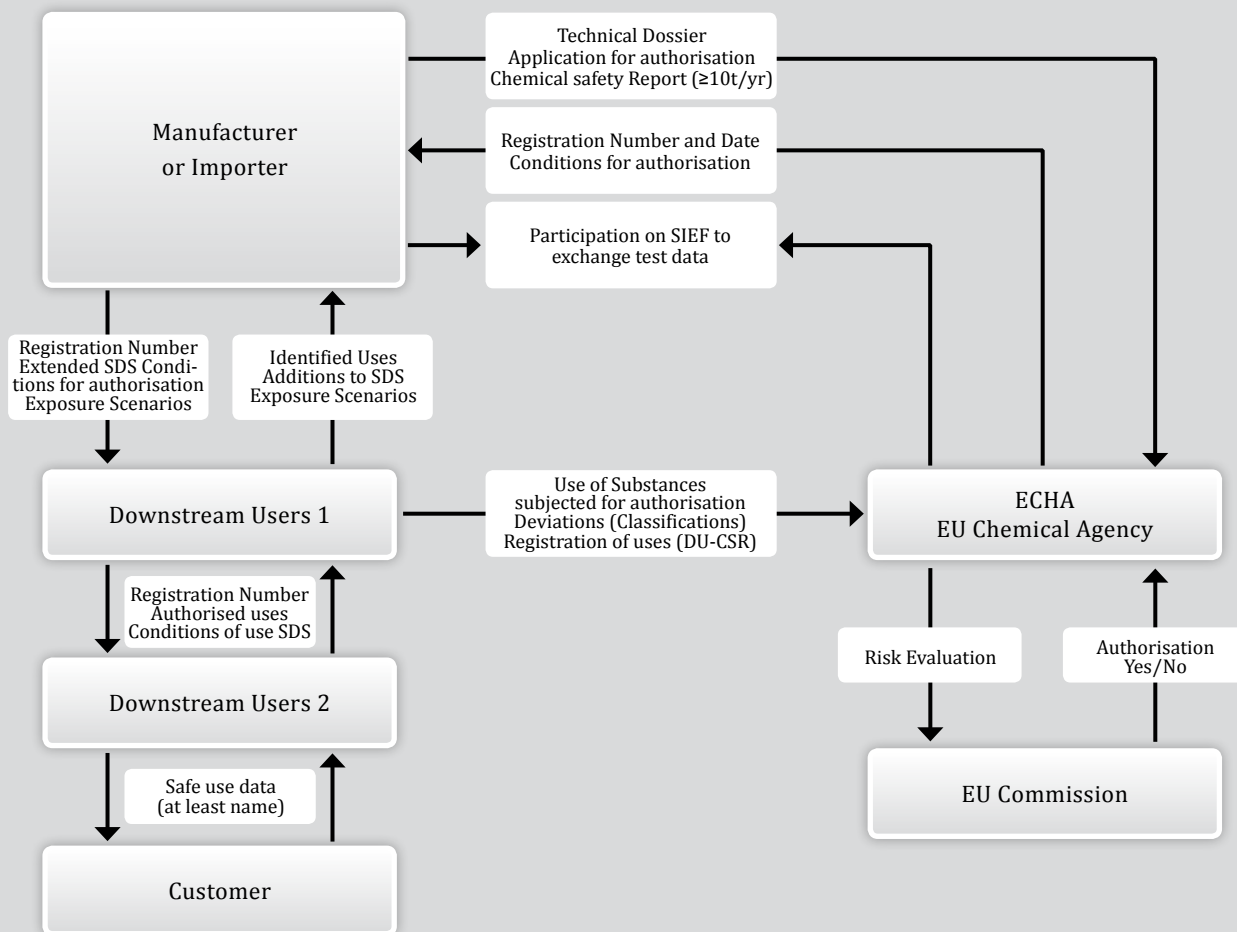 Technical Dossier
Application for authorisation
Chemical safety Report (≥10t/yr)
Manufacturer
or Importer
Registration Number and Date
Conditions for authorisation
Participation on SIEF to
exchange test data
Registration Number
Extended SDS Condi-
tions for authorisation
Exposure Scenarios
Identified Uses
Additions to SDS
Exposure Scenarios
Downstream Users 1
Use of Substances
subjected for authorisation
Deviations (Classifications)
Registration of uses (DU-CSR)
ECHA
EU Chemical Agency
Registration Number
Authorised uses
Conditions of use SDS
Risk Evaluation
Authorisation
Yes/No
Downstream Users 2
Safe use data
(at least name)
EU Commission
Customer